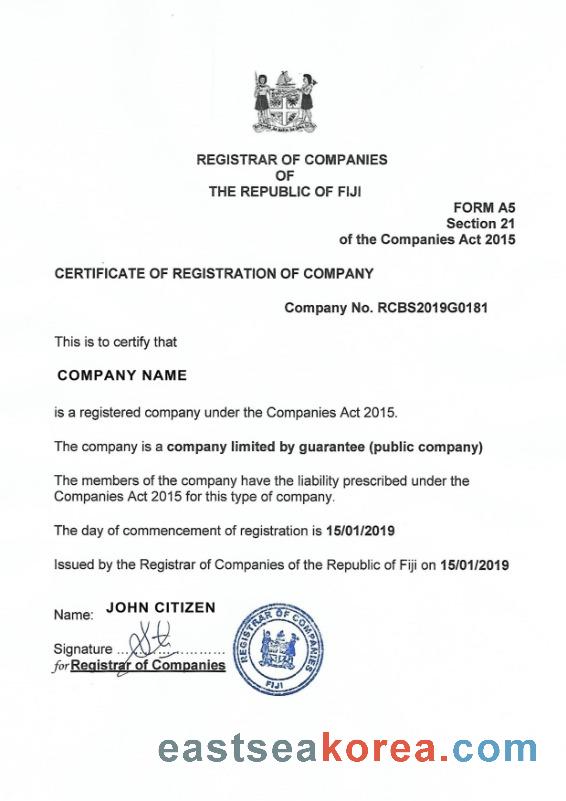 REGISTRAR OF COMPANIES
OF
THE REPUBLIC OF FIJI
FORM A5
Section 21
of the Companies Act 2015
CERTIFICATE OF REGISTRATION OF COMPANY
Company No. RCBS2019G0181
This is to certify that
COMPANY NAME
is a registered company under the Companies Act 2015.
The company is a company limited by guarantee (public company)
The members of the company have the liability prescribed under the
Companies Act 2015 for this type of company.
The day of commencement of registration is 15/01/2019
Issued by the Registrar of Companies of the Republic of Fiji on 15/01/2019
Name: JOHN CITIZEN
Signature ........................
for Registrar of Companies
REGISTRAR OF COMPANIES
FIJI
eastseakorea.com